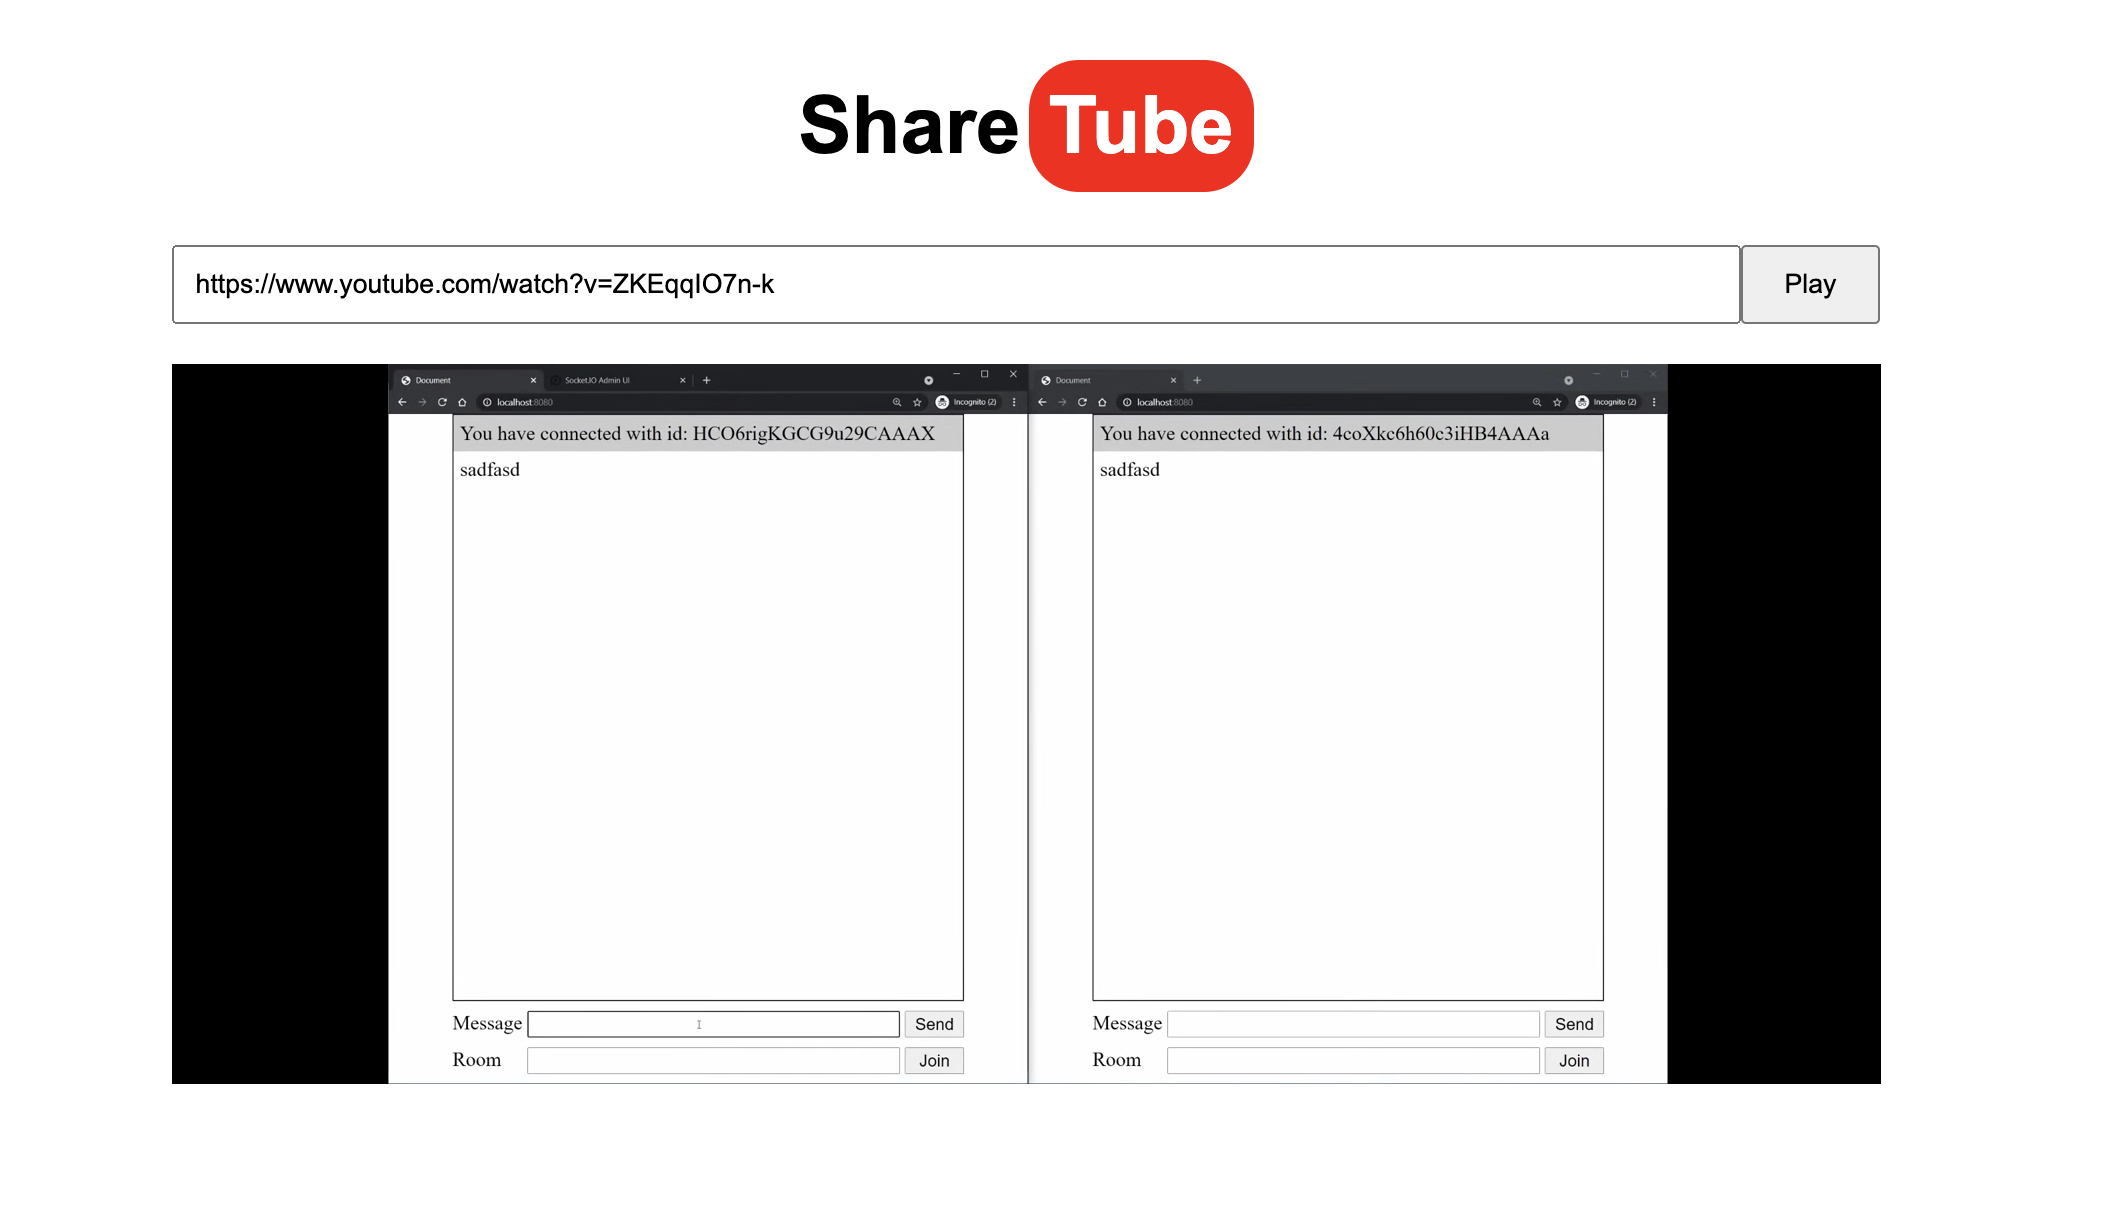 Share Tube
https://www.youtube.com/watch?v=ZKEqqIO7n-k
Play
Document
Socket.IO Admin UI
Document
localhost:8080
Incognito (2)
localhost:8080
Incognito (2)
You have connected with id: HCO6rigKGCG9u29CAAAX
sadfasd
You have connected with id: 4coXkc6h60c3iHB4AAAa
sadfasd
Message
Send
Room
Join
Message
Send
Room
Join